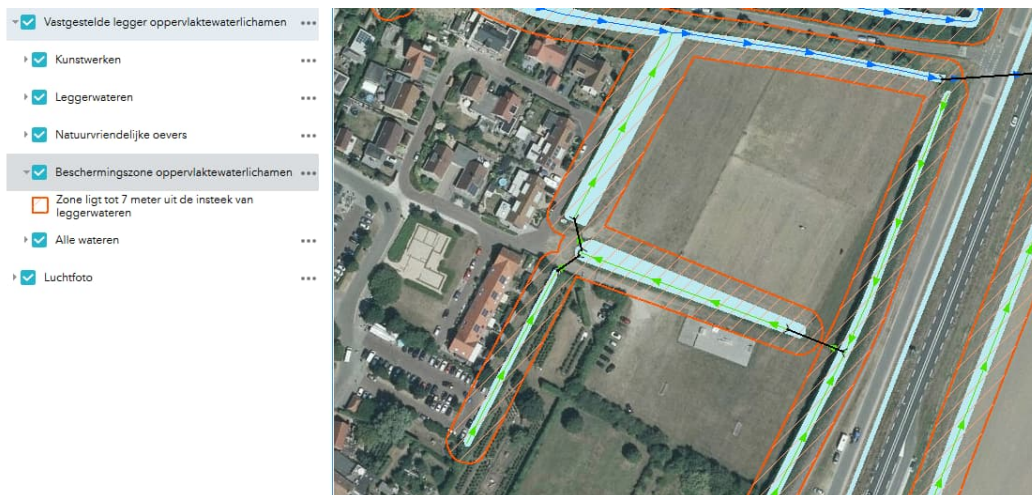 Vastgestelde legger oppervlaktewaterlichamen
Kunstwerken
Leggerwateren
Natuurvriendelijke oevers
Beschermingszone oppervlaktewaterlichamen
Zone ligt tot 7 meter uit de insteek van
leggerwateren
Alle wateren
Luchtfoto